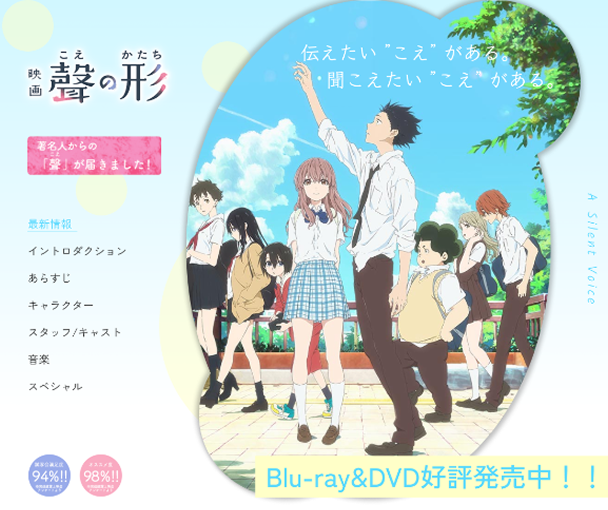 伝えたい”こえ”がある。
・聞こえたい”こえ”がある。
こえ かたち
映画 聲の形
著名人からの
「聲」が届きました!
最新情報
イントロダクション
あらすじ
キャラクター
スタッフ/キャスト
音楽
スペシャル
A Silent Voice
94%!!
98%!!
Blu-ray&DVD好評発売中！！